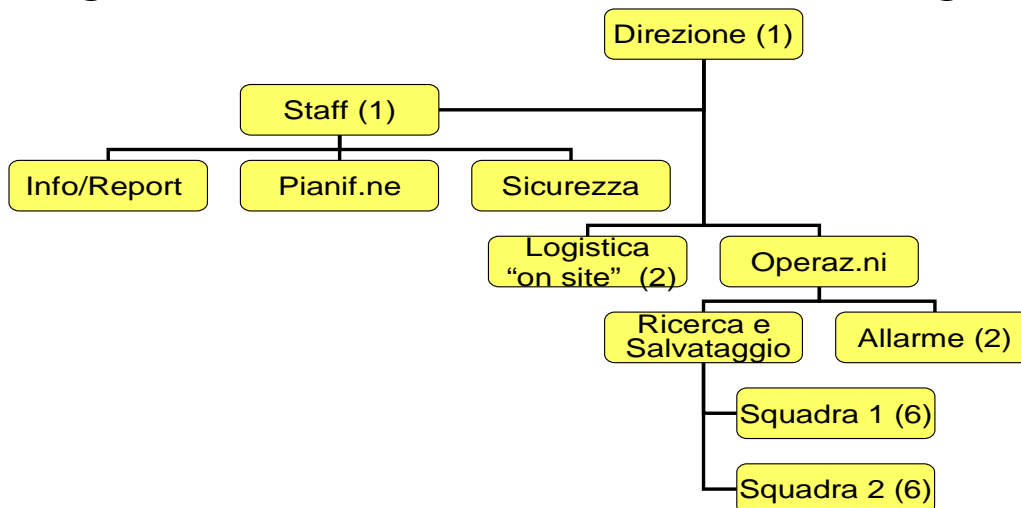 Direzione (1)
Staff (1)
Info/Report
Pianif.ne
Sicurezza
Logistica
“on site” (2)
Operaz.ni
Ricerca e
Salvataggio
Allarme (2)
Squadra 1 (6)
Squadra 2 (6)